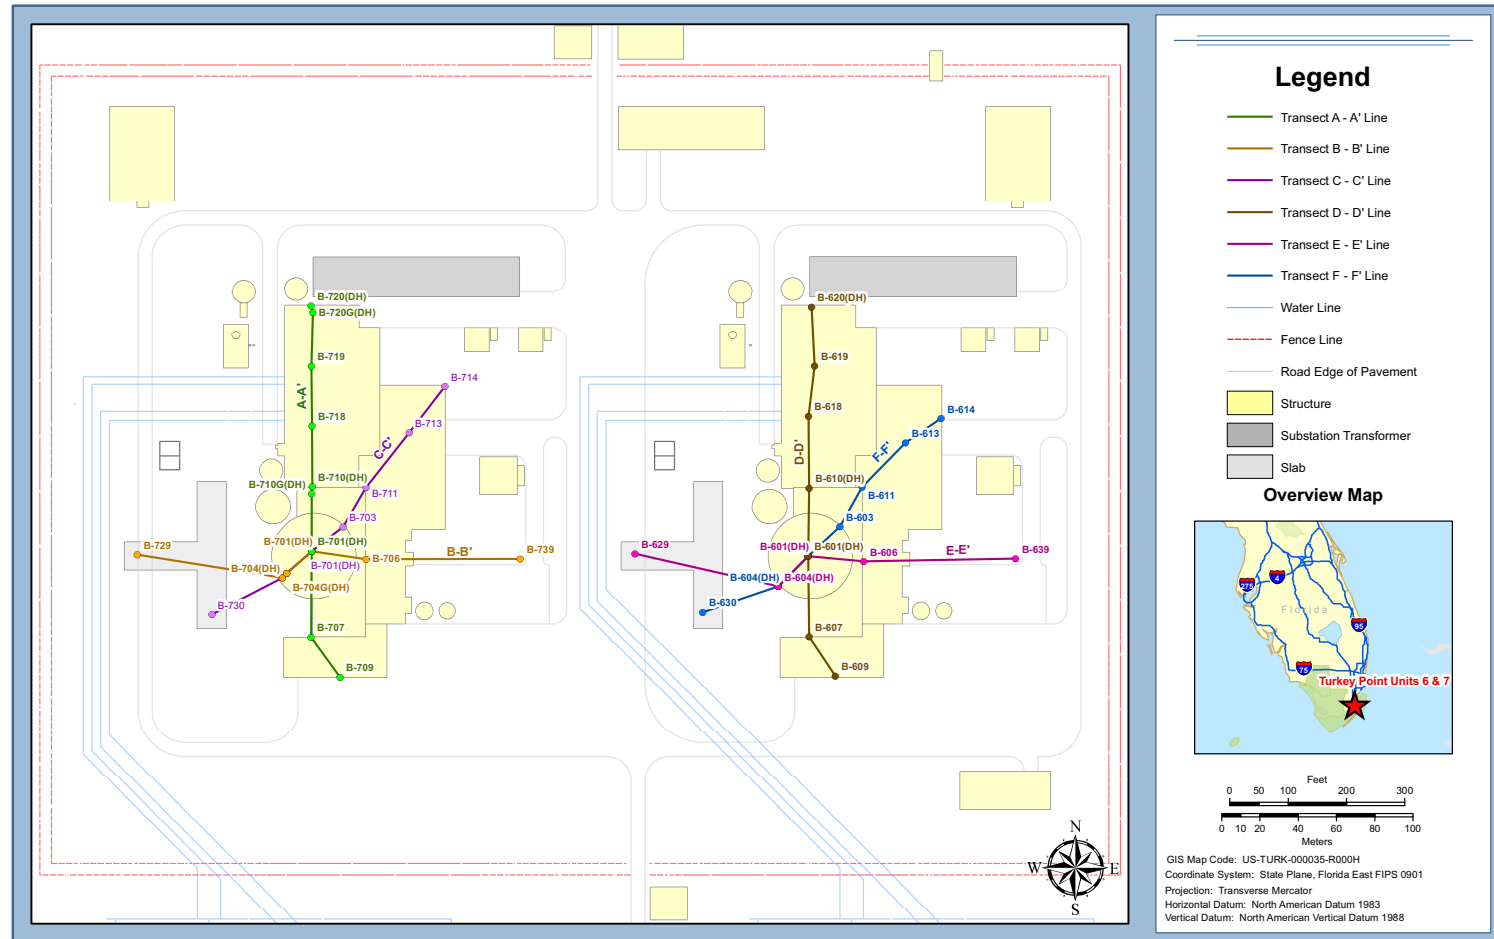 B-720(DH)
B-720G(DH)
B-719
A-A'
B-718
B-714
B-713
C-C'
B-710(DH)
B-710G(DH)
B-711
B-703
B-701(DH)
B-701(DH)
B-701(DH)
B-729
B-706
B-B'
B-739
B-704(DH)
B-704G(DH)
B-730
B-707
B-709
B-620(DH)
B-619
B-618
B-614
B-613
D-D'
F-F'
B-610(DH)
B-611
B-603
B-629
B-601(DH)
B-601(DH)
B-606
E-E'
B-639
B-604(DH)
B-604(DH)
B-630
B-607
B-609
N
W
E
S
Legend
Transect A - A' Line
Transect B - B' Line
Transect C - C' Line
Transect D - D' Line
Transect E - E' Line
Transect F - F' Line
Water Line
Fence Line
Road Edge of Pavement
Structure
Substation Transformer
Slab
Overview Map
275
4
Florida
95
75
Turkey Point Units 6 & 7
Feet
0 50 100 200 300
0 10 20 40 60 80 100
Meters
GIS Map Code: US-TURK-000035-R000H
Coordinate System: State Plane, Florida East FIPS 0901
Projection: Transverse Mercator
Horizontal Datum: North American Datum 1983
Vertical Datum: North American Vertical Datum 1988